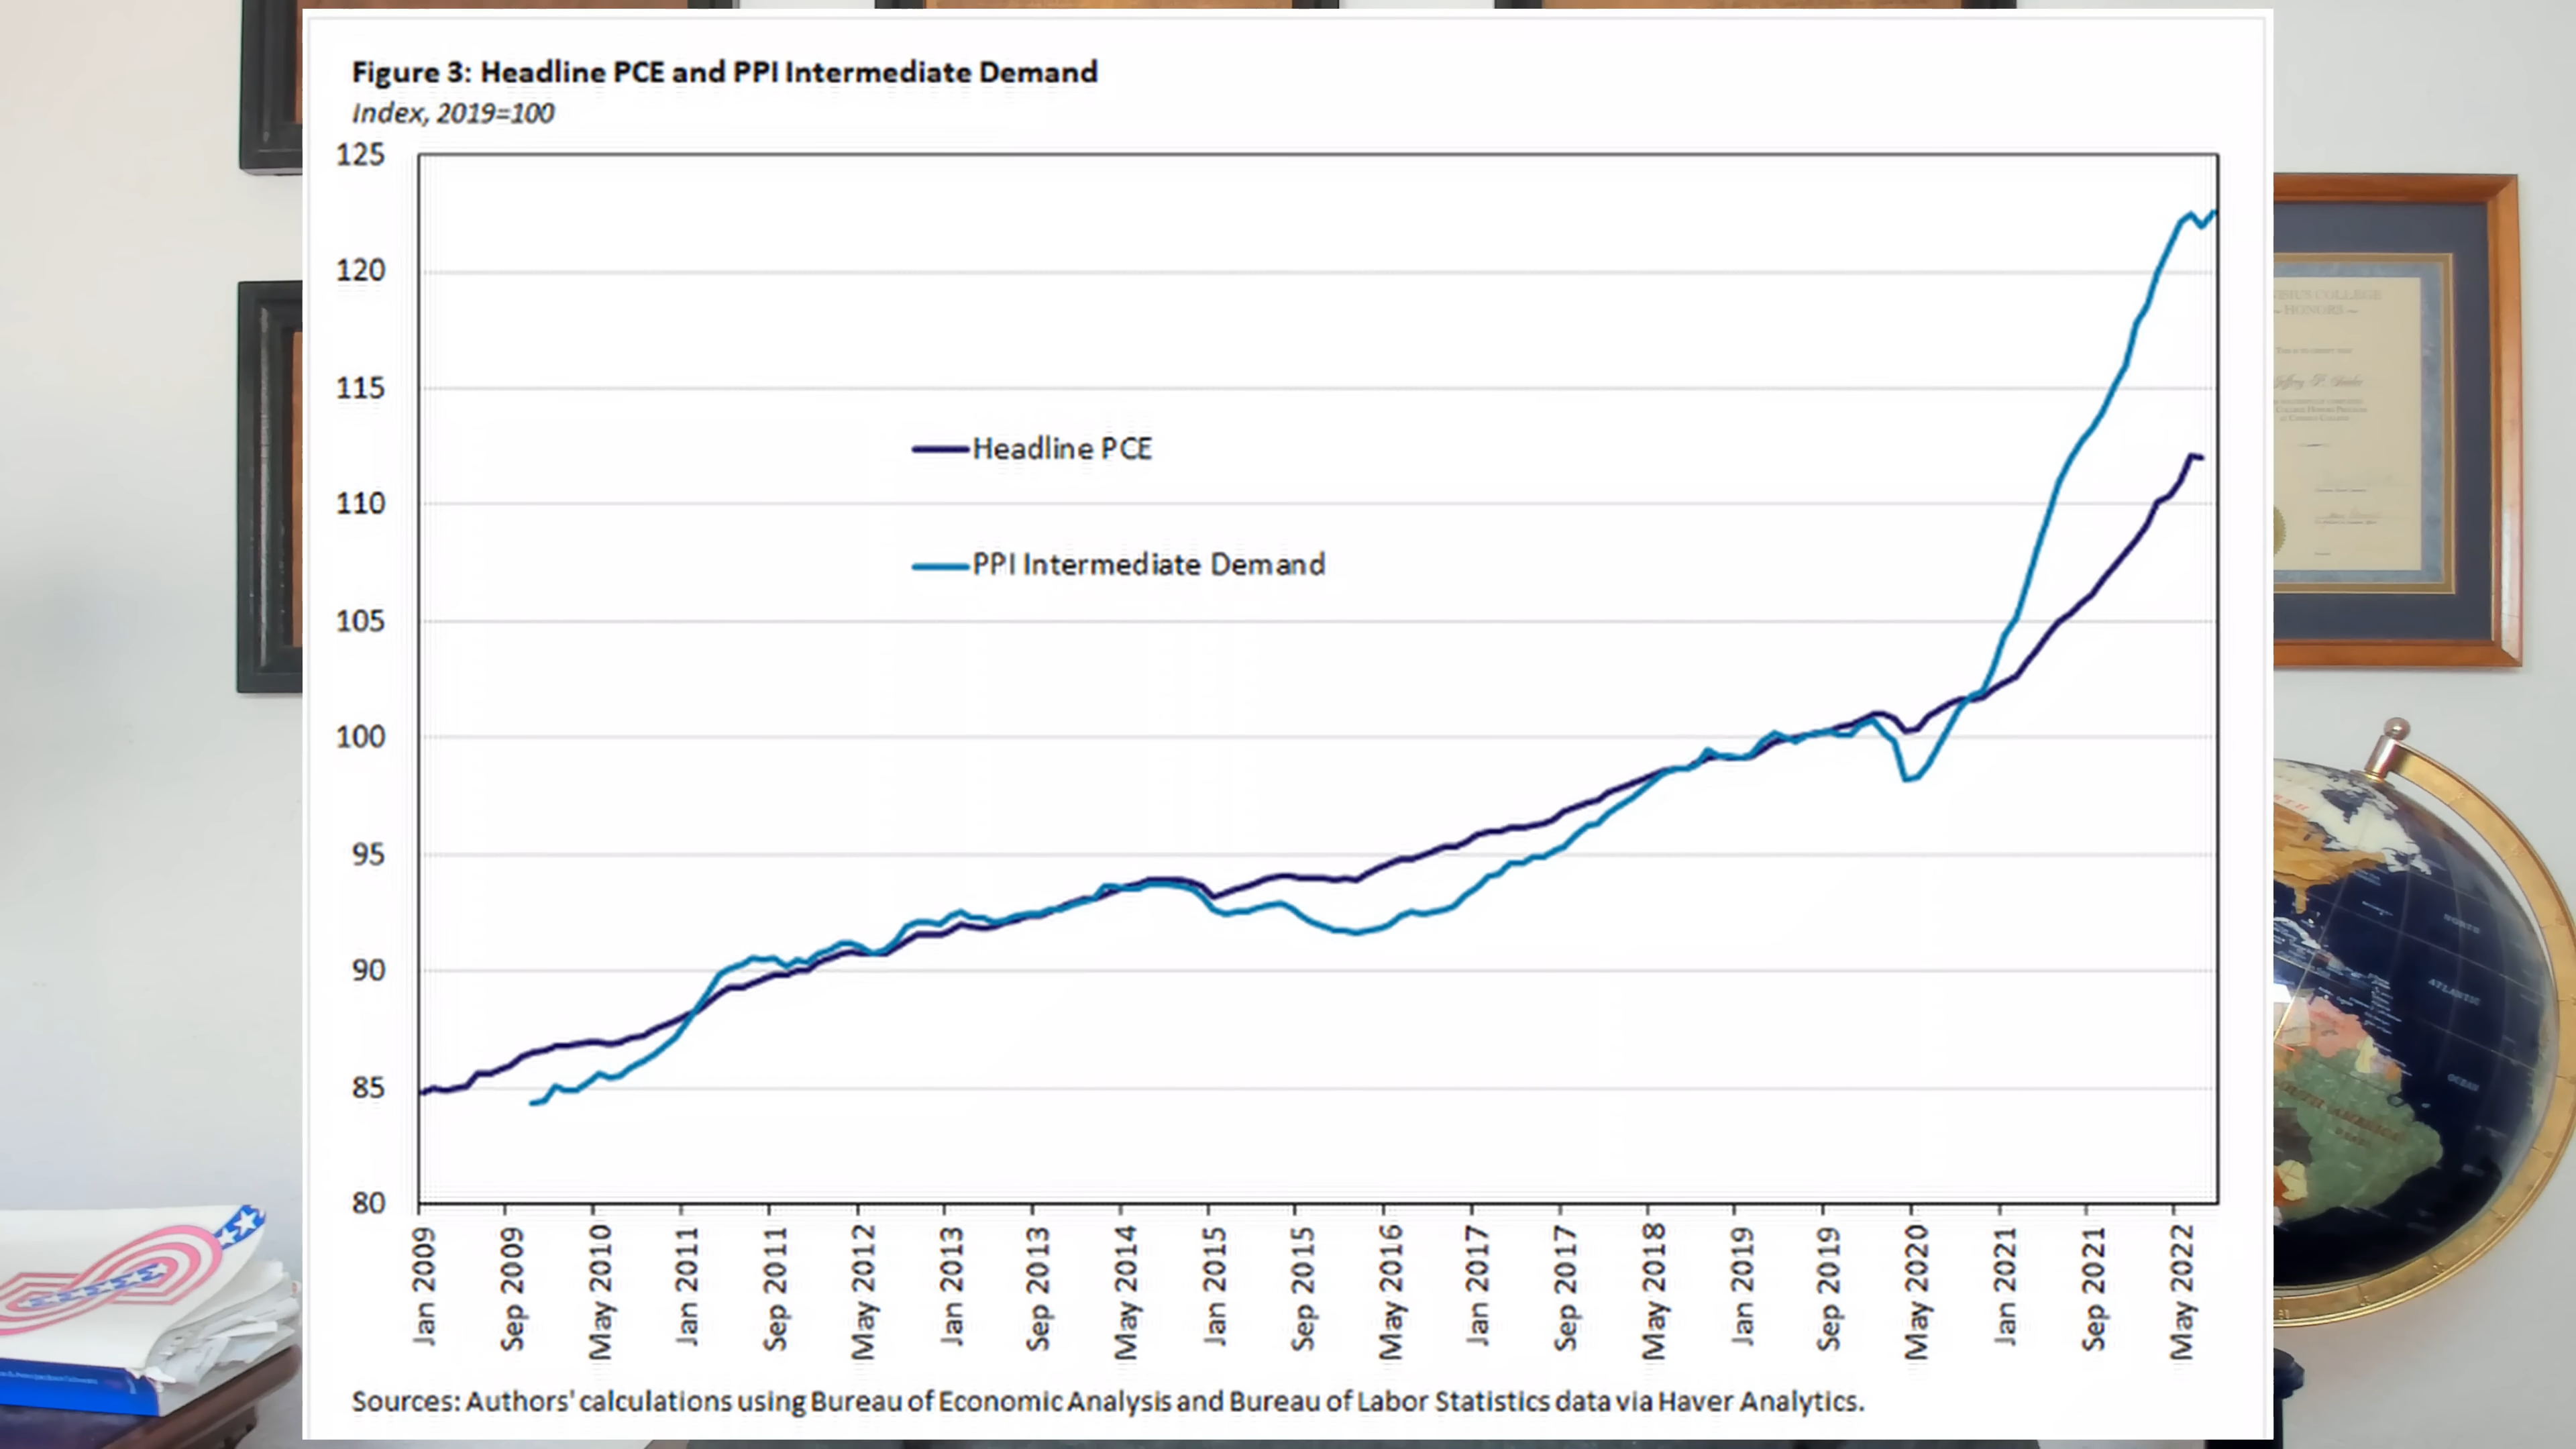 Figure 3: Headline PCE and PPI Intermediate Demand
Index, 2019=100
125
120
115
110
105
100
95
90
85
80
Headline PCE
PPI Intermediate Demand
Jan 2009
Sep 2009
May 2010
Jan 2011
Sep 2011
May 2012
Jan 2013
Sep 2013
May 2014
Jan 2015
Sep 2015
May 2016
Jan 2017
Sep 2017
May 2018
Jan 2019
Sep 2019
May 2020
Jan 2021
Sep 2021
May 2022
Sources: Authors' calculations using Bureau of Economic Analysis and Bureau of Labor Statistics data via Haver Analytics.
COLLEGE
HONORS
ATLANTIC
OCEAN